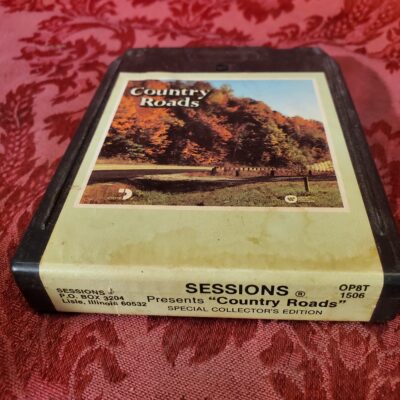 Country
Roads
SESSIONS
P.O. BOX 3204
Lisle, Illinois 60532
SESSIONS ®
Presents "Country Roads"
SPECIAL COLLECTOR'S EDITION
OP8T
1506